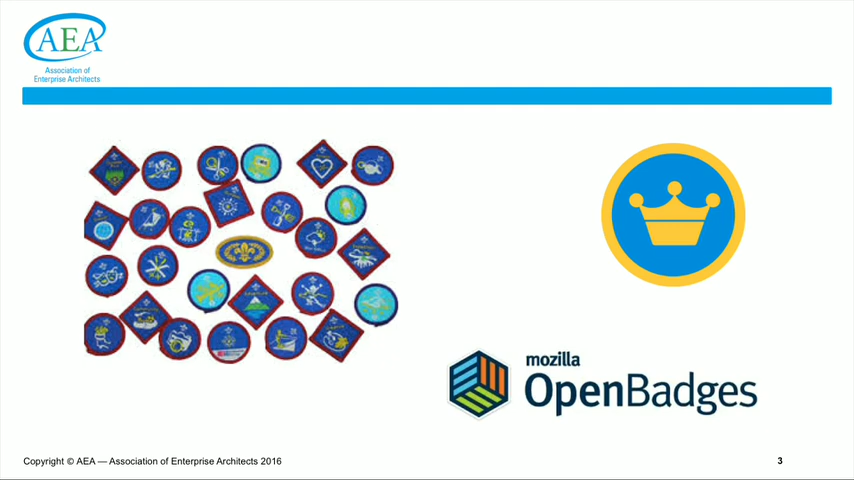 AEA
Association of
Enterprise Architects
mozilla
OpenBadges
Copyright © AEA — Association of Enterprise Architects 2016
3